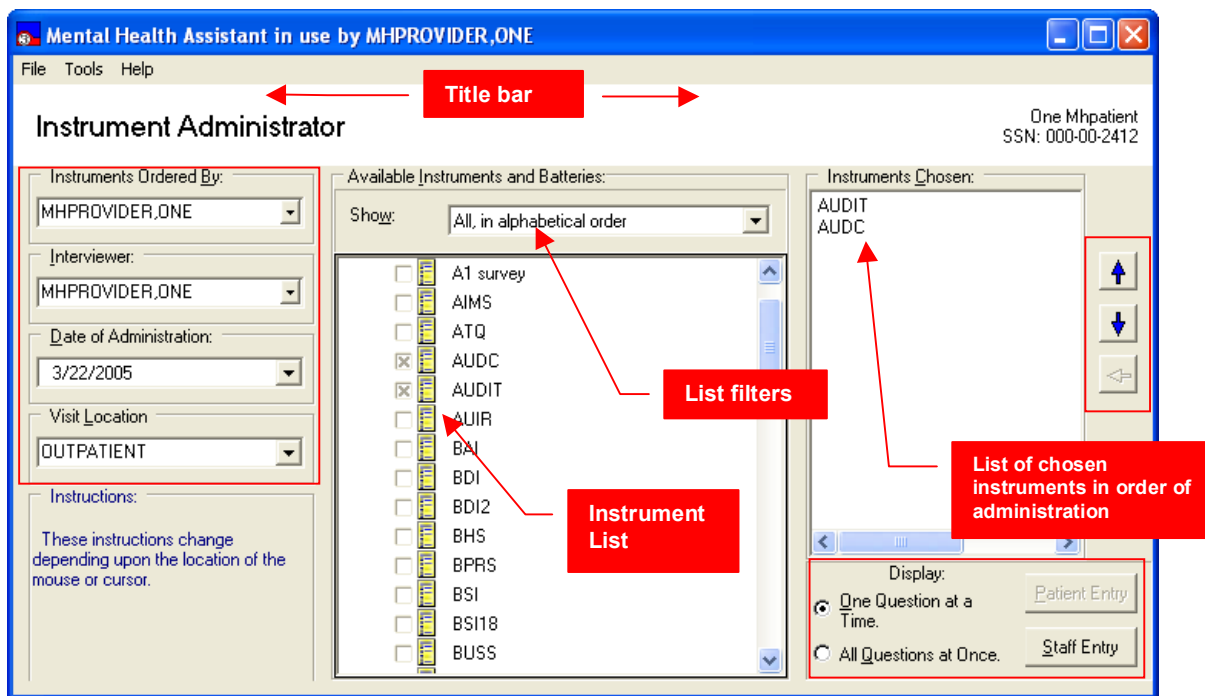 Mental Health Assistant in use by MHPROVIDER,ONE
File Tools Help
Title bar
Instrument Administrator
One Mhpatient
SSN: 000-00-2412
Instruments Ordered By:
MHPROVIDER,ONE
Interviewer:
MHPROVIDER,ONE
Date of Administration:
3/22/2005
Visit Location
OUTPATIENT
Instructions:
These instructions change
depending upon the location of the
mouse or cursor.
Available Instruments and Batteries:
Show:
All, in alphabetical order
A1 survey
AIMS
ATQ
AUDC
AUDIT
AUIR
BAI
BDI
BDI2
BHS
BPRS
BSI
BSI18
BUSS
List filters
Instrument
List
Instruments Chosen:
AUDIT
AUDC
List of chosen
instruments in order of
administration
Display:
One Question at a
Time.
All Questions at Once.
Patient Entry
Staff Entry